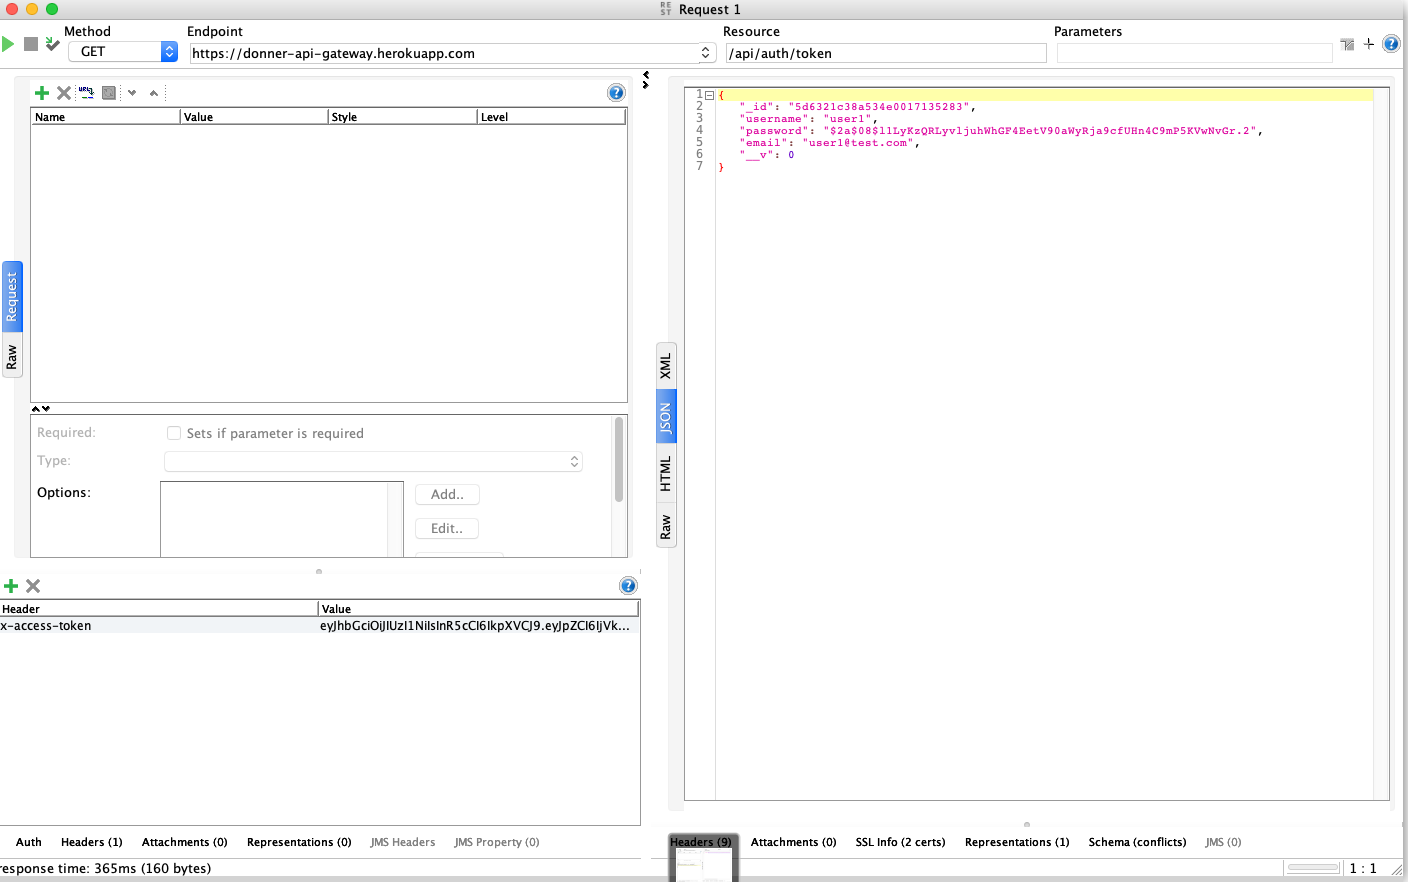 RE
ST
Request 1
Method
Endpoint
Resource
Parameters
GET
https://donner-api-gateway.herokuapp.com
/api/auth/token
Name Value Style Level
Request
Raw
Required: Sets if parameter is required
Type:
Options:
Add..
Edit..
Header Value
x-access-token eyJhbGciOiJIUzI1NiIsInR5cCI6IkpXVCJ9.eyJpZCI6IjVk...
Auth Headers (1) Attachments (0) Representations (0) JMS Headers JMS Property (0)
response time: 365ms (160 bytes)
XML
JSON
HTML
Raw
1 {
2 "_id": "5d6321c38a534e0017135283",
3 "username": "user1",
4 "password": "$2a$08$l1LyKzQRLyvljuhWhGF4EetV90aWyRja9cfUHn4C9mP5KVwNvGr.2",
5 "email": "user1@test.com",
6 "__v": 0
7 }
Headers (9) Attachments (0) SSL Info (2 certs) Representations (1) Schema (conflicts) JMS (0)
1 : 1